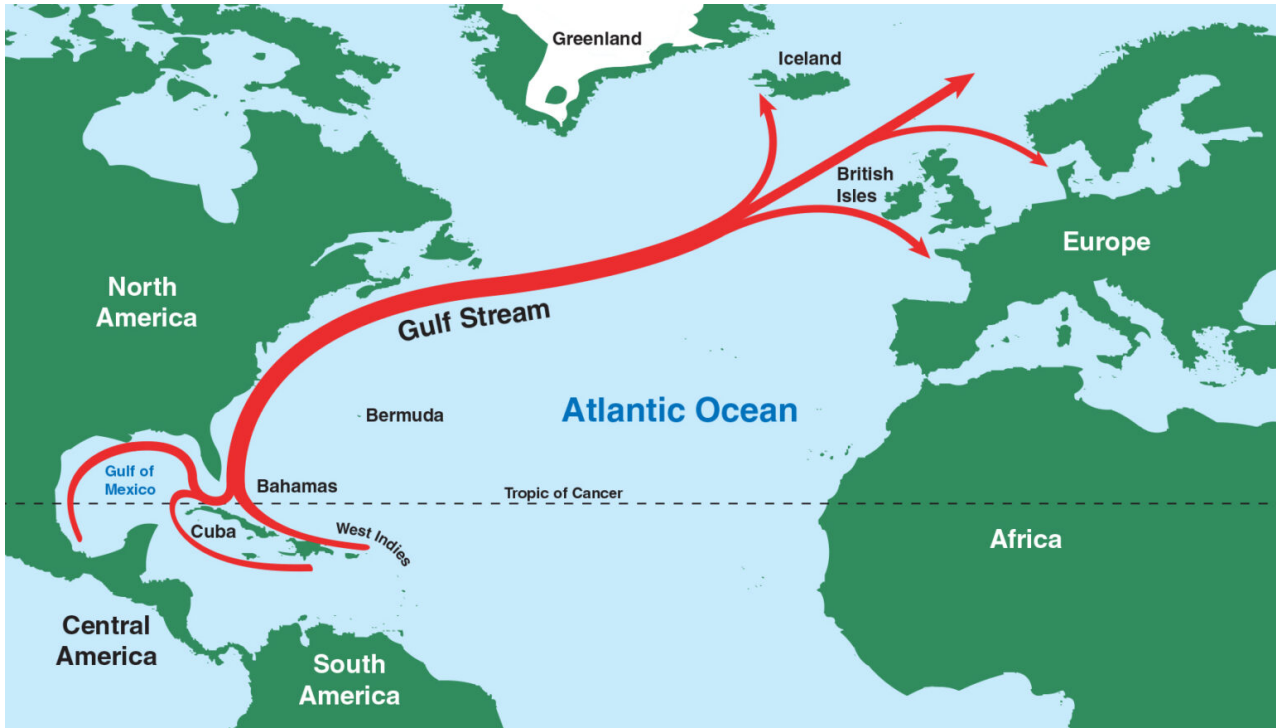 Greenland
Iceland
British
Isles
Europe
North
America
Gulf Stream
Atlantic Ocean
Bermuda
Gulf of
Mexico
Bahamas
Tropic of Cancer
Cuba
West Indies
Africa
Central
America
South
America